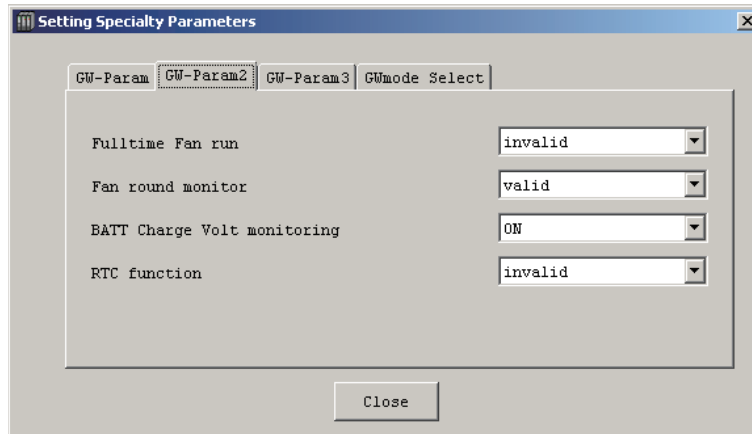 Setting Specialty Parameters
GW-Param GW-Param2 GW-Param3 GWmode Select
Fulltime Fan run invalid
Fan round monitor valid
BATT Charge Volt monitoring ON
RTC function invalid
Close